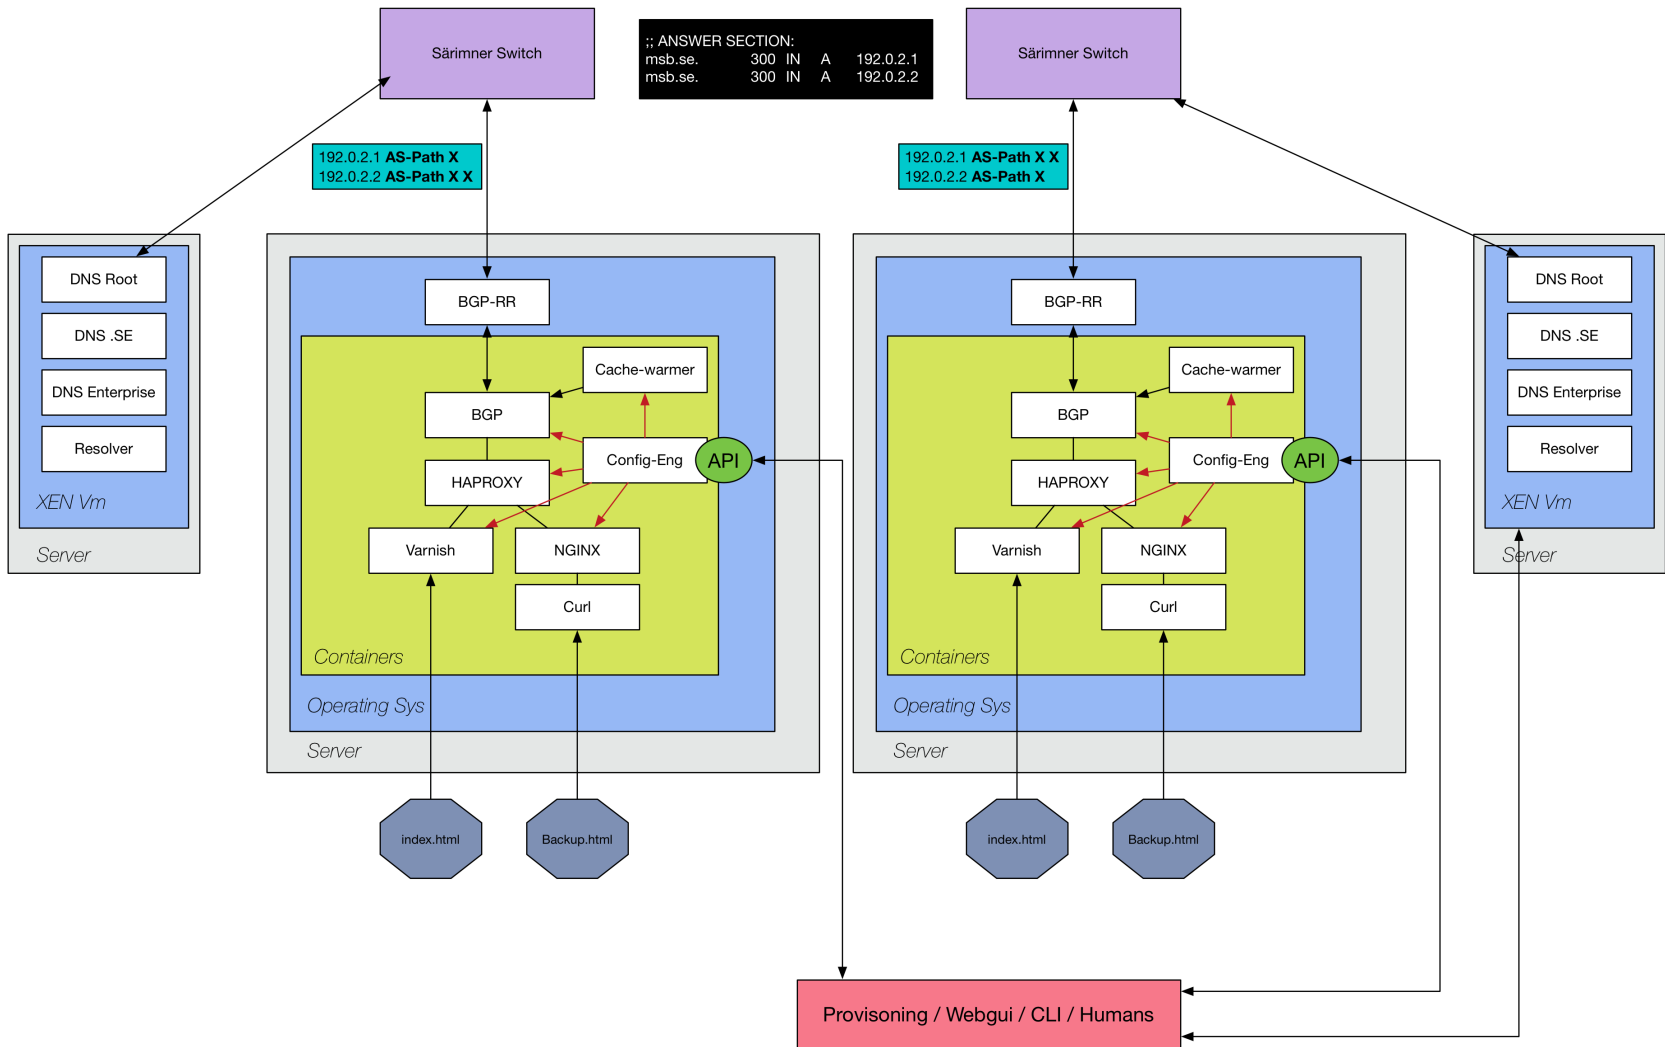 Särimner Switch
;; ANSWER SECTION:
msb.se. 300 IN A 192.0.2.1
msb.se. 300 IN A 192.0.2.2
Särimner Switch
192.0.2.1 AS-Path X
192.0.2.2 AS-Path X X
192.0.2.1 AS-Path X X
192.0.2.2 AS-Path X
DNS Root
DNS .SE
DNS Enterprise
Resolver
XEN Vm
Server
BGP-RR
Cache-warmer
BGP
Config-Eng
API
HAPROXY
Varnish
NGINX
Curl
Containers
Operating Sys
Server
index.html
Backup.html
BGP-RR
Cache-warmer
BGP
Config-Eng
API
HAPROXY
Varnish
NGINX
Curl
Containers
Operating Sys
Server
index.html
Backup.html
DNS Root
DNS .SE
DNS Enterprise
Resolver
XEN Vm
Server
Provisoning / Webgui / CLI / Humans